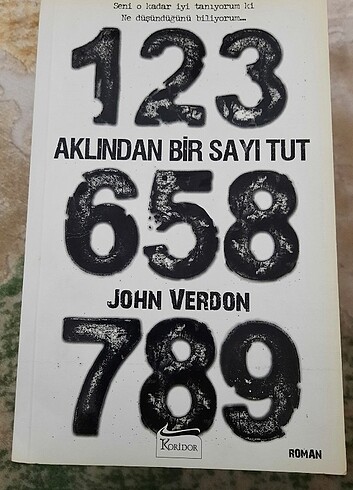 Seni o kadar iyi tanıyorum ki
Ne düşündüğünü biliyorum...
123
AKLINDAN BİR SAYI TUT
658
JOHN VERDON
789
KORİDOR
ROMAN